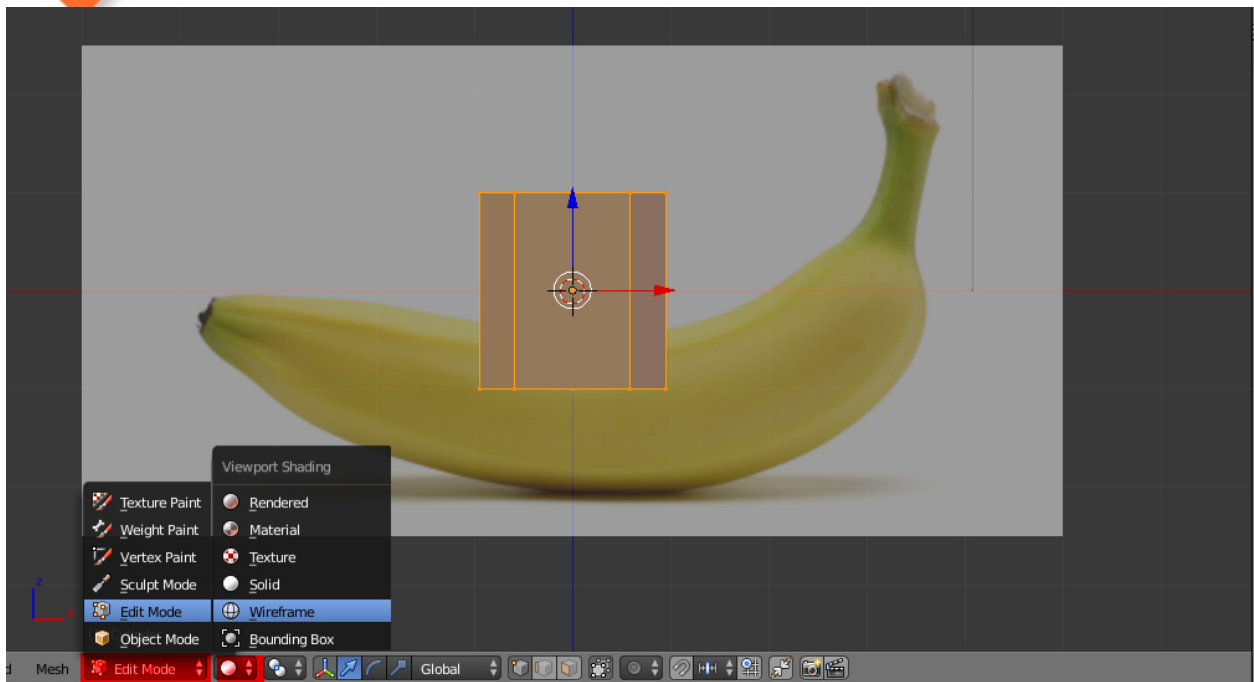 Viewport Shading
Texture Paint
Rendered
Weight Paint
Material
Vertex Paint
Texture
Sculpt Mode
Solid
Edit Mode
Wireframe
Object Mode
Bounding Box
z
x
Mesh
Edit Mode
Global